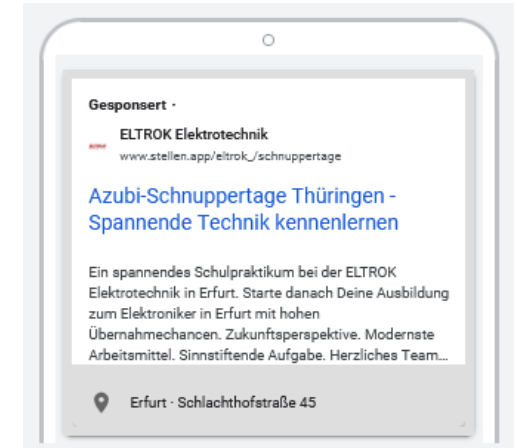 Gesponsert ·
ELTROK Elektrotechnik
www.stellen.app/eltrok_/schnuppertage
Azubi-Schnuppertage Thüringen -
Spannende Technik kennenlernen
Ein spannendes Schulpraktikum bei der ELTROK
Elektrotechnik in Erfurt. Starte danach Deine Ausbildung
zum Elektroniker in Erfurt mit hohen
Übernahmechancen. Zukunftsperspektive. Modernste
Arbeitsmittel. Sinnstiftende Aufgabe. Herzliches Team...
Erfurt · Schlachthofstraße 45